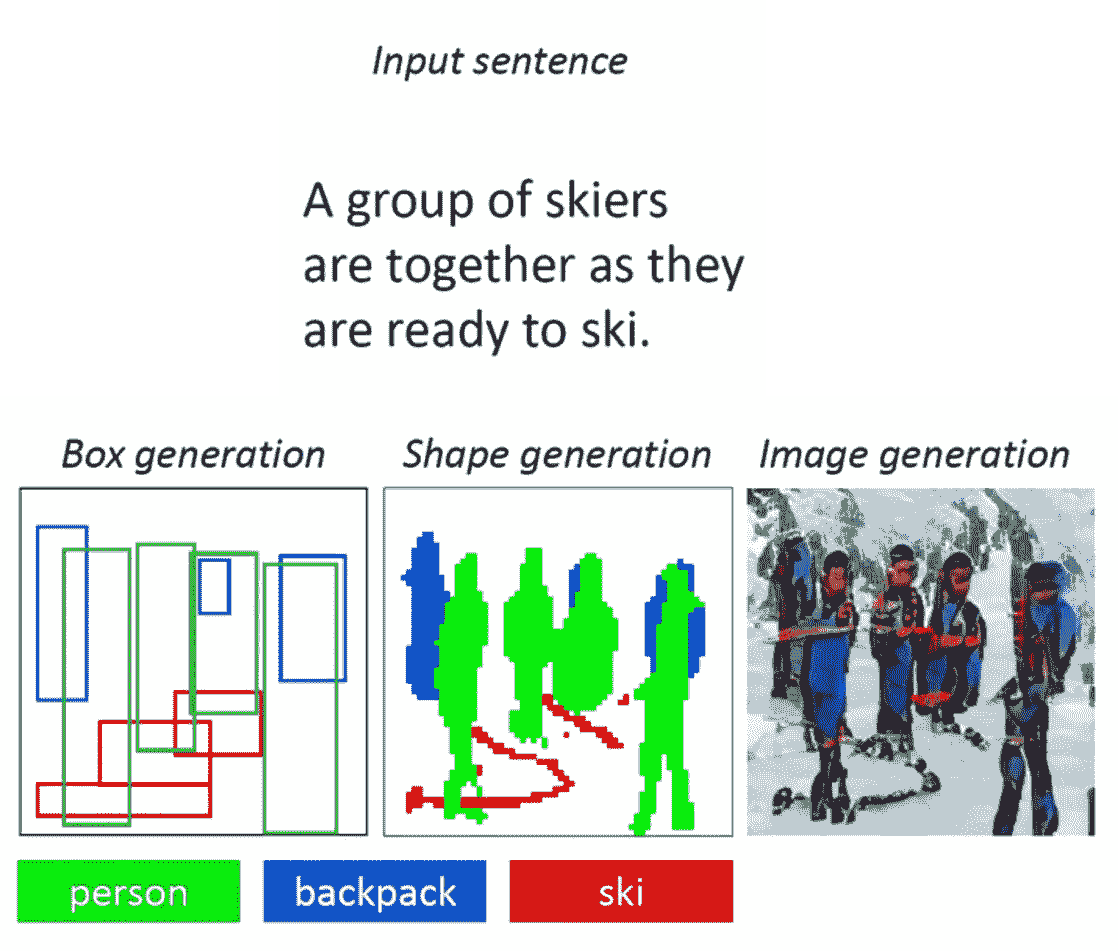 Input sentence
A group of skiers
are together as they
are ready to ski.
Box generation
Shape generation
Image generation
person
backpack
ski